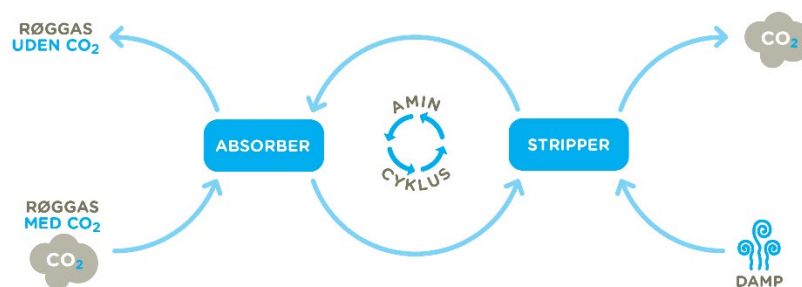 RØGGAS
UDEN CO₂
CO₂
ABSORBER
AMIN
CYKLUS
STRIPPER
RØGGAS
MED CO₂
CO₂
DAMP